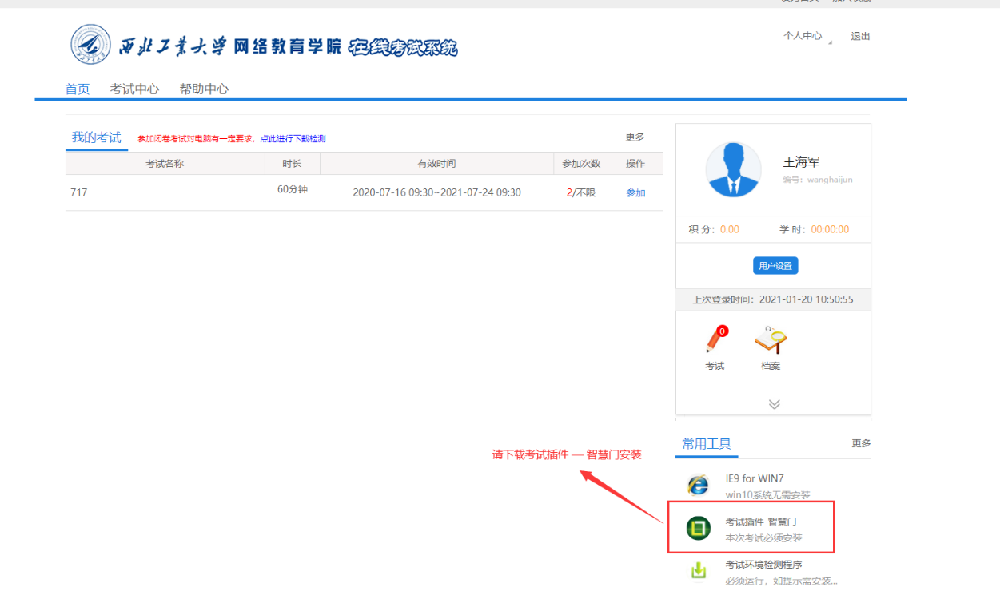 个人中心 退出
西北工业大学 网络教育学院 在线考试系统
首页 考试中心 帮助中心
我的考试 参加闭卷考试对电脑有一定要求，点此进行下载检测 更多
考试名称 时长 有效时间 参加次数 操作
717 60分钟 2020-07-16 09:30~2021-07-24 09:30 2/不限 参加
王海军
编号：wanghaijun
积 分：0.00 学 时：00:00:00
用户设置
上次登录时间：2021-01-20 10:50:55
0
考试 档案
常用工具 更多
请下载考试插件 — 智慧门安装
IE9 for WIN7
win10系统无需安装
考试插件-智慧门
本次考试必须安装
考试环境检测程序
必须运行，如提示需安装...